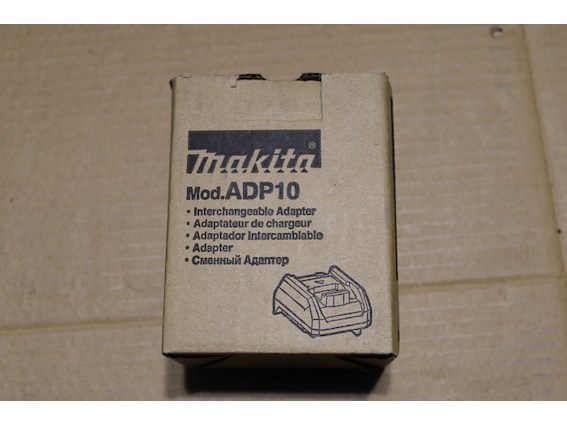 makita®
Mod.ADP10
• Interchangeable Adapter
• Adaptateur de chargeur
• Adaptador Intercambiable
• Adapter
• Сменный Адаптер